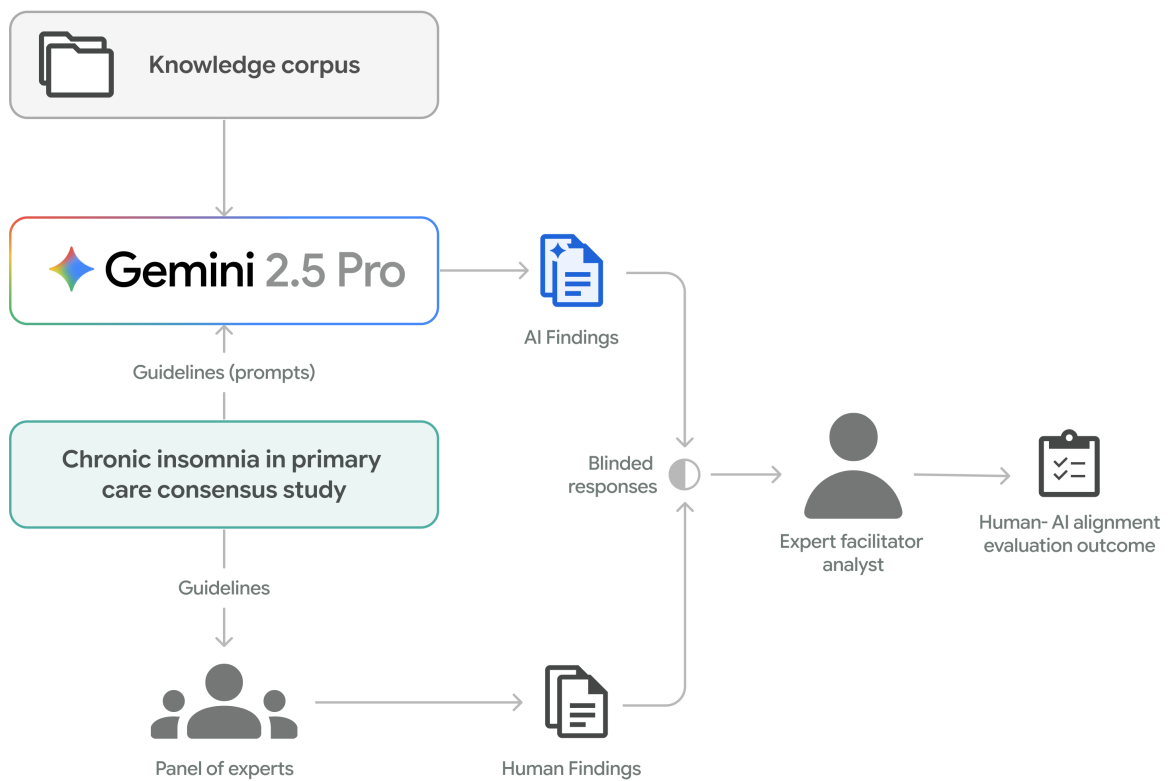 Knowledge corpus
Gemini 2.5 Pro
AI Findings
Guidelines (prompts)
Chronic insomnia in primary
care consensus study
Blinded
responses
Expert facilitator
analyst
Human- AI alignment
evaluation outcome
Guidelines
Panel of experts
Human Findings